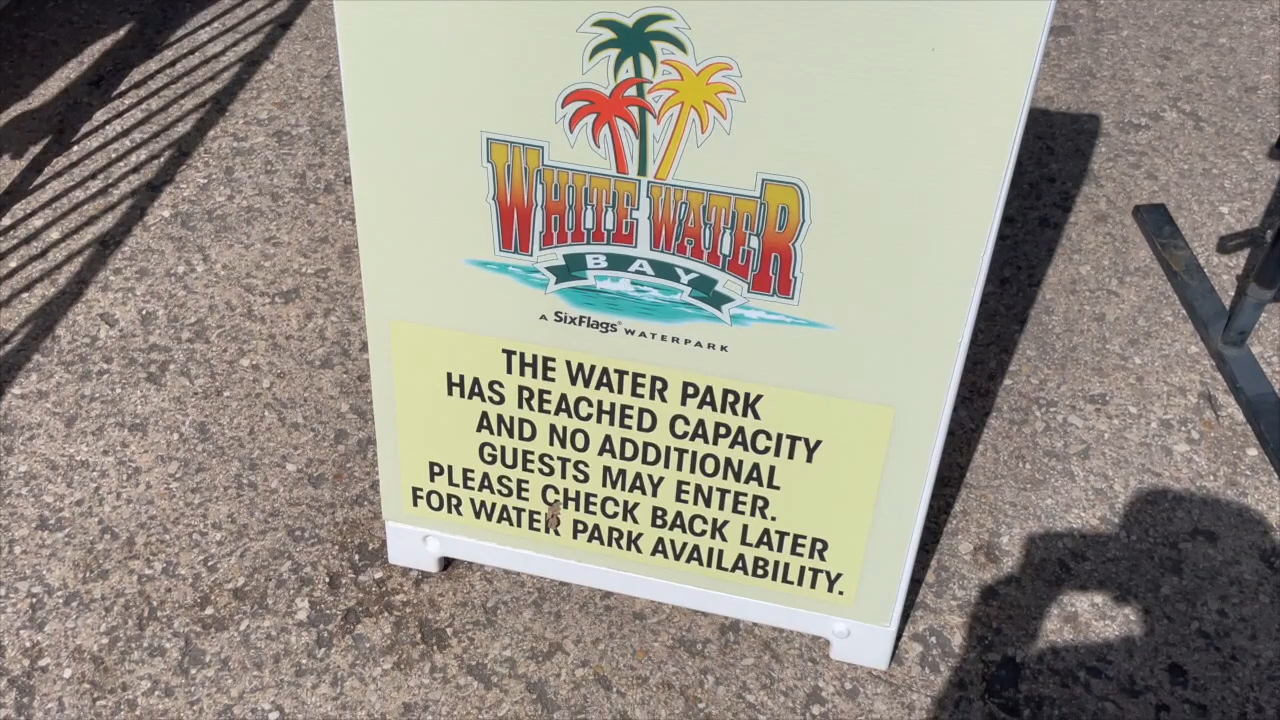 WHITE WATER
BAY
A SixFlags® WATERPARK
THE WATER PARK
HAS REACHED CAPACITY
AND NO ADDITIONAL
GUESTS MAY ENTER.
PLEASE CHECK BACK LATER
FOR WATER PARK AVAILABILITY.